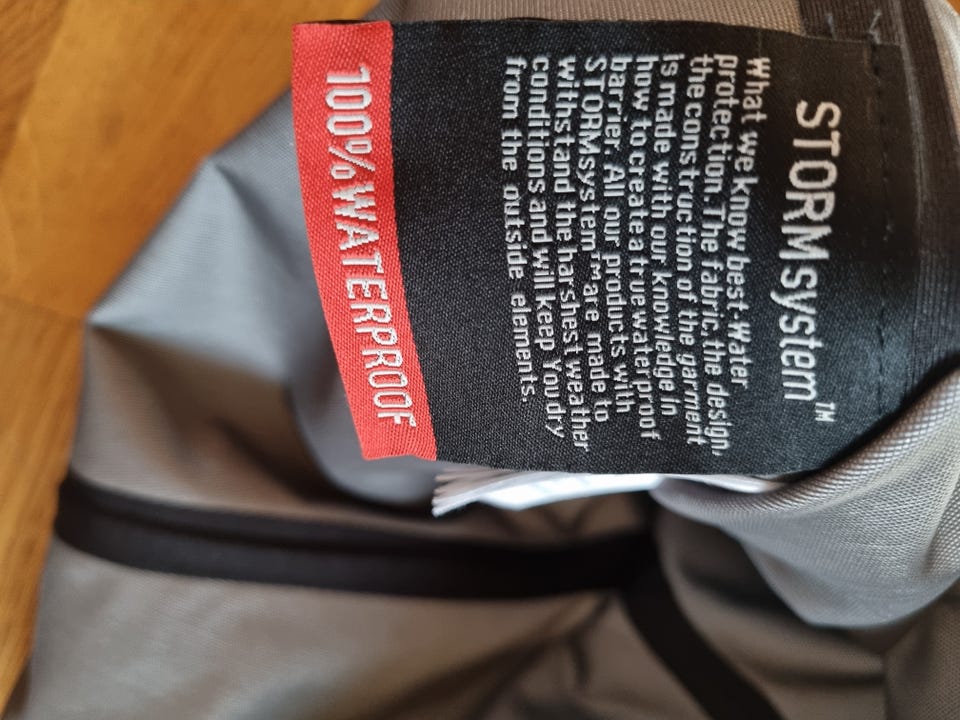 STORMsystem™
What we know best-Water
protection. The fabric, the design,
the construction of the garment
is made with our knowledge in
how to create a true waterproof
barrier. All our products with
STORMsystem™are made to
withstand the harshest weather
conditions and will keep You dry
from the outside elements.
100% WATERPROOF